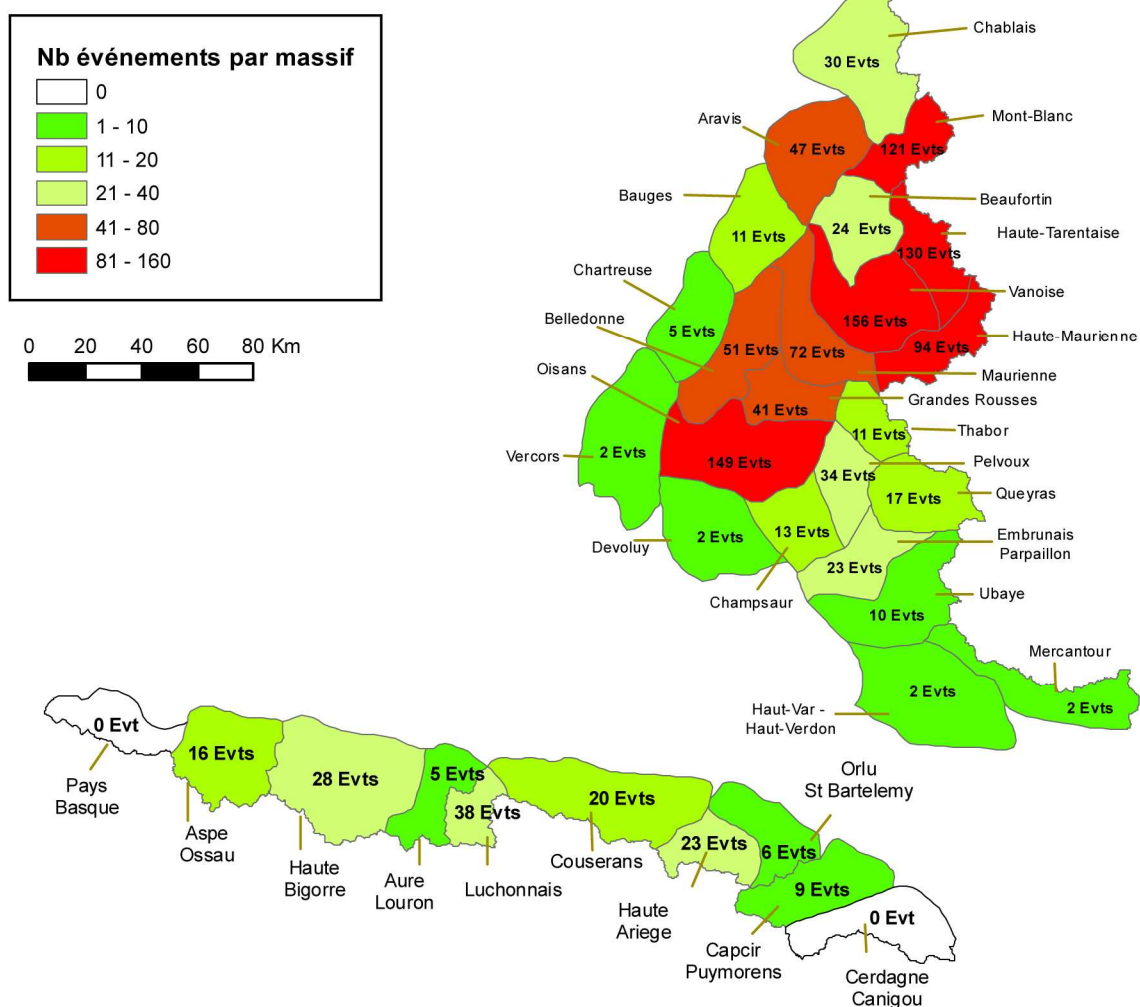 Nb événements par massif
0
1 - 10
11 - 20
21 - 40
41 - 80
81 - 160
0 20 40 60 80 Km
Chablais
30 Evts
Aravis
Mont-Blanc
47 Evts
121 Evts
Bauges
Beaufortin
24 Evts
Haute-Tarentaise
11 Evts
130 Evts
Chartreuse
Vanoise
Belledonne
5 Evts
156 Evts
Haute-Maurienne
51 Evts
72 Evts
94 Evts
Oisans
Maurienne
41 Evts
Grandes Rousses
11 Evts
Thabor
Vercors
2 Evts
149 Evts
34 Evts
Pelvoux
17 Evts
Queyras
Devoluy
2 Evts
13 Evts
Embrunais
Parpaillon
23 Evts
Champsaur
Ubaye
10 Evts
Mercantour
2 Evts
2 Evts
Haut-Var -
Haut-Verdon
0 Evt
Pays
Basque
16 Evts
Aspe
Ossau
28 Evts
Haute
Bigorre
5 Evts
Aure
Louron
38 Evts
Luchonnais
20 Evts
Couserans
23 Evts
Haute
Ariege
Orlu
St Bartelemy
6 Evts
9 Evts
Capcir
Puymorens
0 Evt
Cerdagne
Canigou